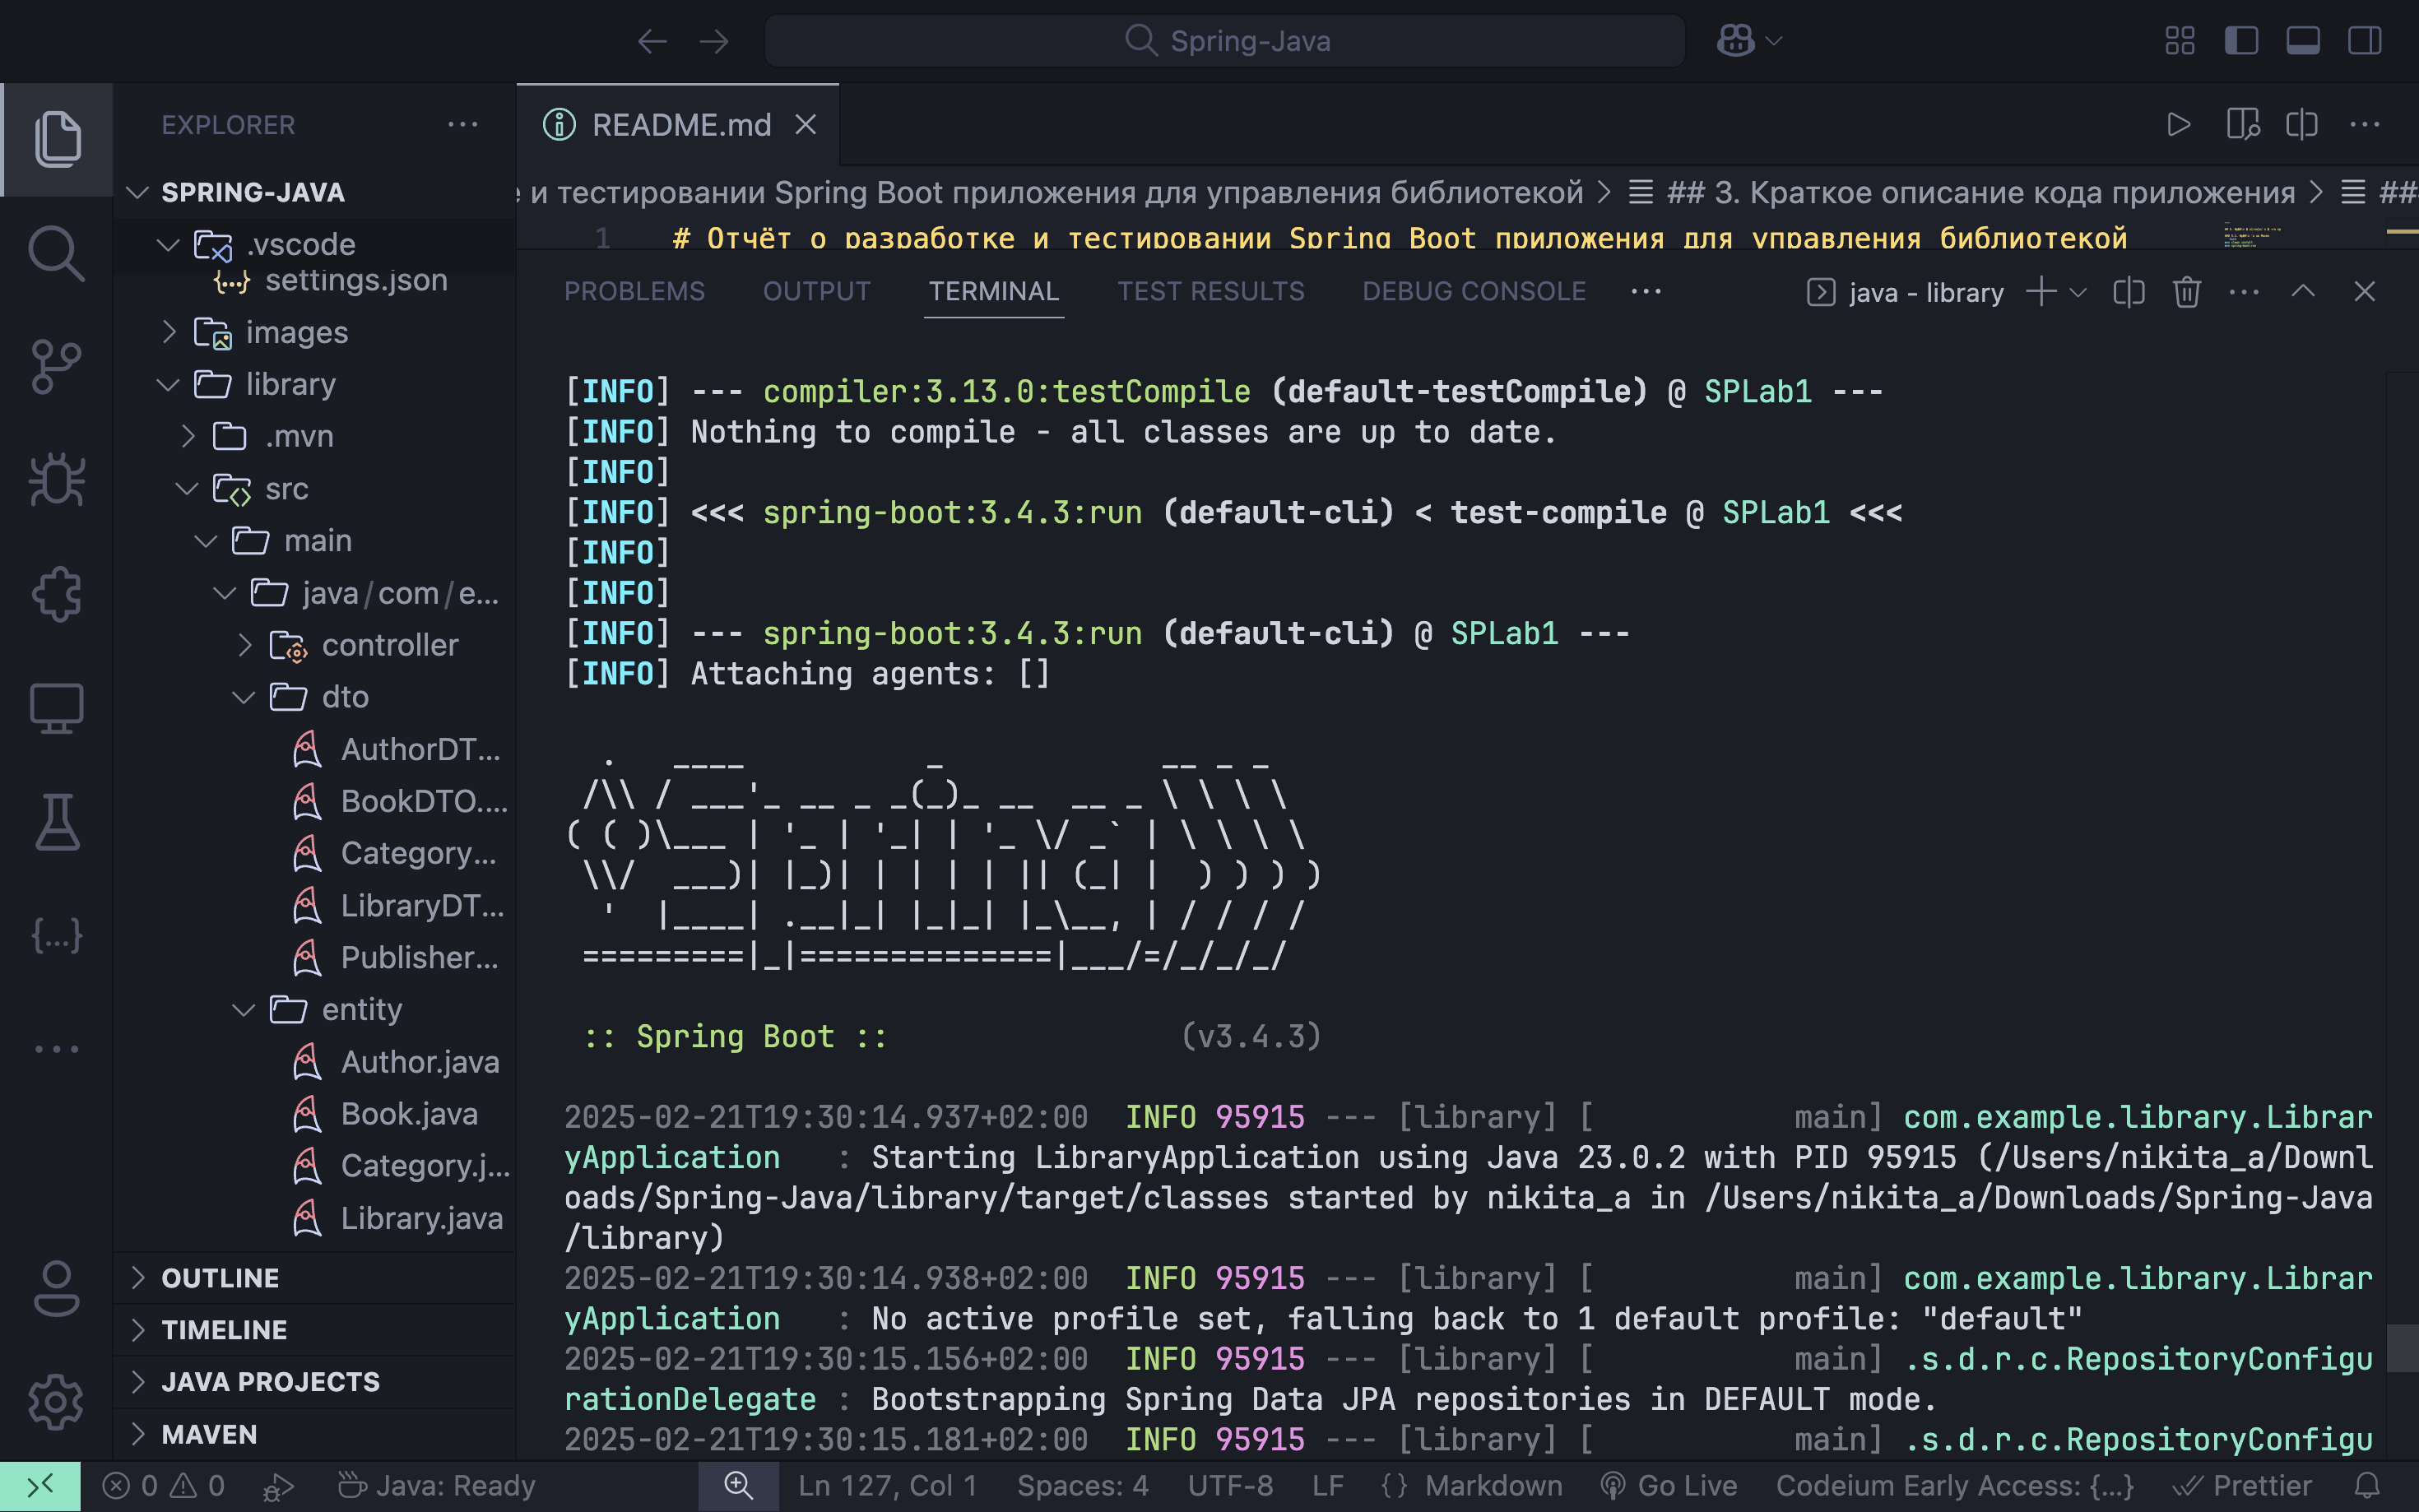 Spring-Java
EXPLORER
README.md
SPRING-JAVA
и тестировании Spring Boot приложения для управления библиотекой > ## 3. Краткое описание кода приложения > ##
.vscode
settings.json
images
library
.mvn
src
main
java/com/e...
controller
dto
AuthorDT...
BookDTO....
Category...
LibraryDT...
Publisher...
entity
Author.java
Book.java
Category.j...
Library.java
OUTLINE
TIMELINE
JAVA PROJECTS
MAVEN
1 # Отчёт о разработке и тестировании Spring Boot приложения для управления библиотекой
PROBLEMS OUTPUT TERMINAL TEST RESULTS DEBUG CONSOLE ... java - library
[INFO] --- compiler:3.13.0:testCompile (default-testCompile) @ SPLab1 ---
[INFO] Nothing to compile - all classes are up to date.
[INFO]
[INFO] <<< spring-boot:3.4.3:run (default-cli) < test-compile @ SPLab1 <<<
[INFO]
[INFO]
[INFO] --- spring-boot:3.4.3:run (default-cli) @ SPLab1 ---
[INFO] Attaching agents: []
  .   ____          _            __ _ _
 /\\ / ___'_ __ _ _(_)_ __  __ _ \ \ \ \
( ( )\___ | '_ | '_| | '_ \/ _` | \ \ \ \
 \\/  ___)| |_)| | | | | || (_| |  ) ) ) )
  '  |____| .__|_| |_|_| |_\__, | / / / /
 =========|_|==============|___/=/_/_/_/
:: Spring Boot ::                (v3.4.3)
2025-02-21T19:30:14.937+02:00  INFO 95915 --- [library] [           main] com.example.library.Librar
yApplication   : Starting LibraryApplication using Java 23.0.2 with PID 95915 (/Users/nikita_a/Downl
oads/Spring-Java/library/target/classes started by nikita_a in /Users/nikita_a/Downloads/Spring-Java
/library)
2025-02-21T19:30:14.938+02:00  INFO 95915 --- [library] [           main] com.example.library.Librar
yApplication   : No active profile set, falling back to 1 default profile: "default"
2025-02-21T19:30:15.156+02:00  INFO 95915 --- [library] [           main] .s.d.r.c.RepositoryConfigu
rationDelegate : Bootstrapping Spring Data JPA repositories in DEFAULT mode.
2025-02-21T19:30:15.181+02:00  INFO 95915 --- [library] [           main] .s.d.r.c.RepositoryConfigu
0 0 Java: Ready Ln 127, Col 1 Spaces: 4 UTF-8 LF {} Markdown Go Live Codeium Early Access: {...} Prettier